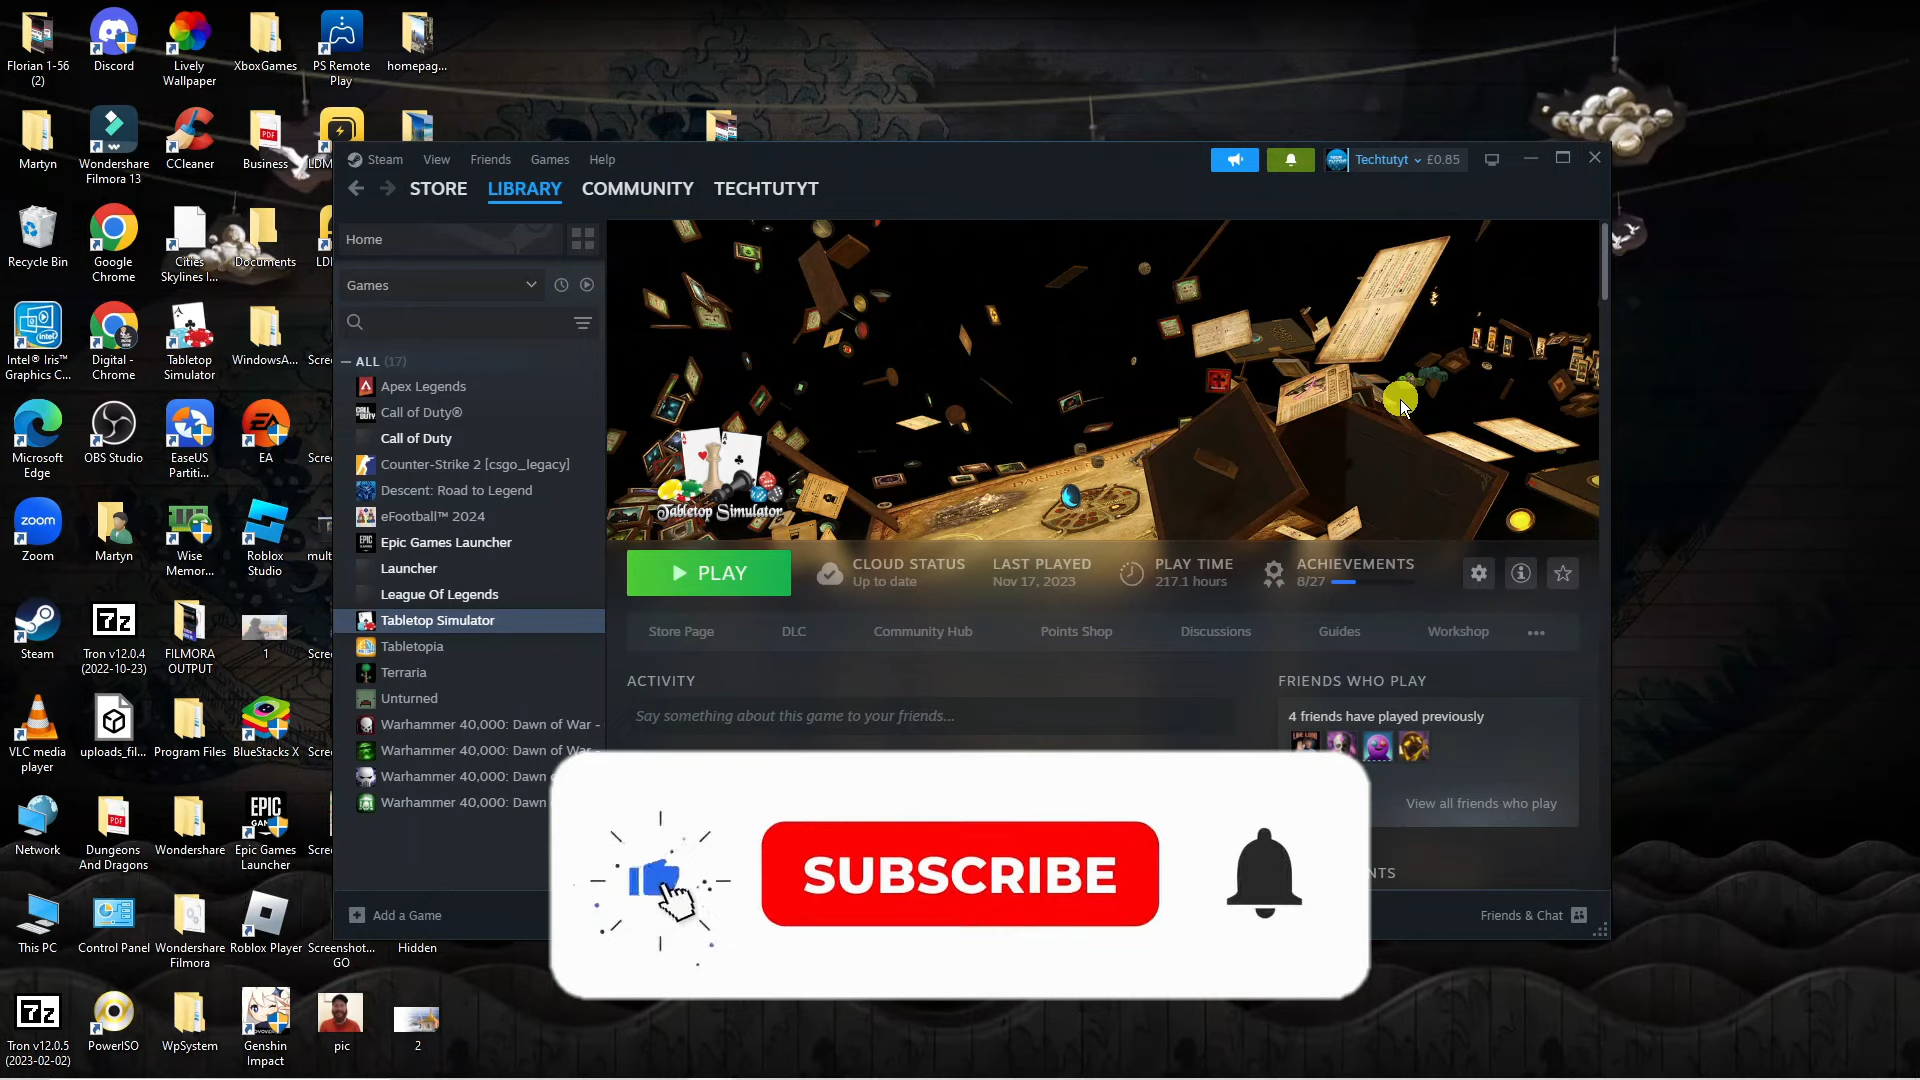 Florian 1-56
(2)
Discord
Lively
Wallpaper
XboxGames
PS Remote
Play
homepag...
Martyn
Wondershare
Filmora 13
CCleaner
Business
Recycle Bin
Google
Chrome
Cities
Skylines I...
Documents
Intel® Iris™
Graphics C...
Digital -
Chrome
Tabletop
Simulator
WindowsA...
Microsoft
Edge
OBS Studio
EaseUS
Partiti...
EA
Zoom
Martyn
Wise
Memor...
Roblox
Studio
Steam
Tron v12.0.4
(2022-10-23)
FILMORA
OUTPUT
1
VLC media
player
uploads_fil...
Program Files
BlueStacks X
Network
Dungeons
And Dragons
Wondershare
Epic Games
Launcher
This PC
Control Panel
Wondershare
Filmora
Roblox Player
Screenshot...
GO
Hidden
Tron v12.0.5
(2023-02-02)
PowerISO
WpSystem
Genshin
Impact
pic
2
Steam View Friends Games Help
Techtutyt £0.85
STORE LIBRARY COMMUNITY TECHTUTYT
Home
Games
ALL (17)
Apex Legends
Call of Duty®
Call of Duty
Counter-Strike 2 [csgo_legacy]
Descent: Road to Legend
eFootball™ 2024
Epic Games Launcher
Launcher
League Of Legends
Tabletop Simulator
Tabletopia
Terraria
Unturned
Warhammer 40,000: Dawn of War -
Warhammer 40,000: Dawn of War -
Warhammer 40,000: Dawn
Warhammer 40,000: Dawn
Add a Game
Tabletop Simulator
PLAY
CLOUD STATUS
Up to date
LAST PLAYED
Nov 17, 2023
PLAY TIME
217.1 hours
ACHIEVEMENTS
8/27
Store Page DLC Community Hub Points Shop Discussions Guides Workshop
ACTIVITY
Say something about this game to your friends...
FRIENDS WHO PLAY
4 friends have played previously
View all friends who play
Friends & Chat
SUBSCRIBE